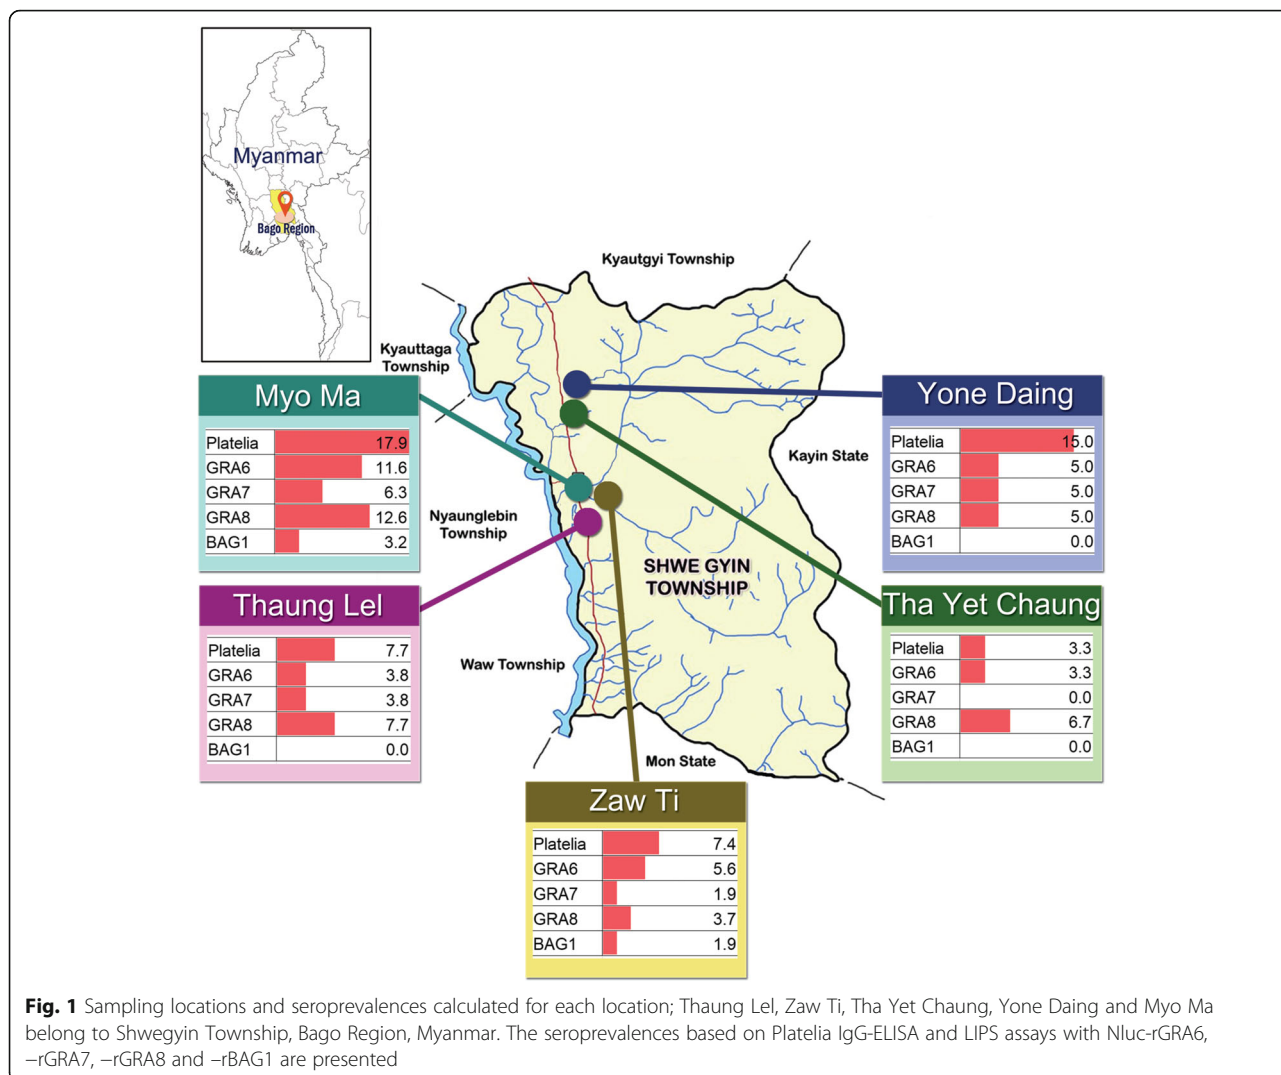 Myanmar
Bago Region
Kyautgyi Township
Kyauttaga
Township
Nyaunglebin
Township
Kayin State
SHWE GYIN
TOWNSHIP
Waw Township
Mon State
Myo Ma
Platelia 17.9
GRA6 11.6
GRA7 6.3
GRA8 12.6
BAG1 3.2
Yone Daing
Platelia 15.0
GRA6 5.0
GRA7 5.0
GRA8 5.0
BAG1 0.0
Thaung Lel
Platelia 7.7
GRA6 3.8
GRA7 3.8
GRA8 7.7
BAG1 0.0
Tha Yet Chaung
Platelia 3.3
GRA6 3.3
GRA7 0.0
GRA8 6.7
BAG1 0.0
Zaw Ti
Platelia 7.4
GRA6 5.6
GRA7 1.9
GRA8 3.7
BAG1 1.9
Fig. 1 Sampling locations and seroprevalences calculated for each location; Thaung Lel, Zaw Ti, Tha Yet Chaung, Yone Daing and Myo Ma
belong to Shwegyin Township, Bago Region, Myanmar. The seroprevalences based on Platelia IgG-ELISA and LIPS assays with Nluc-rGRA6,
−rGRA7, −rGRA8 and –rBAG1 are presented